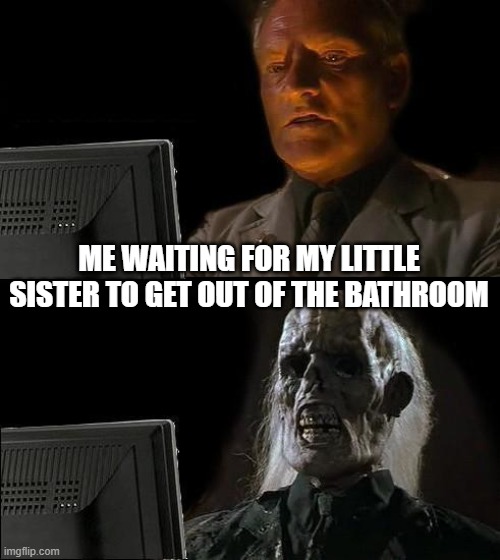 ME WAITING FOR MY LITTLE
SISTER TO GET OUT OF THE BATHROOM
imgflip.com